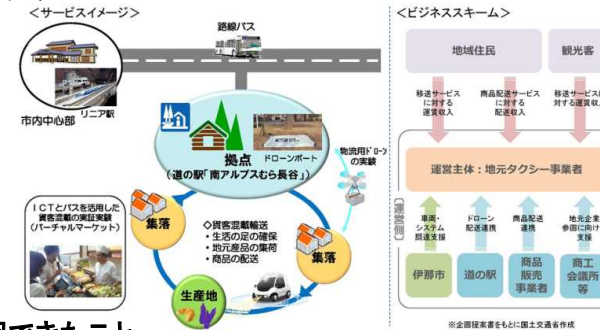 ＜サービスイメージ＞
路線バス
市内中心部
リニア駅
拠点
ドローンポート
（道の駅「南アルプスむら長谷」）
物流用ドローン
の実験
ICTとバスを活用した
貨客混載の実証実験
（バーチャルマーケット）
集落
◇貨客混載輸送
・生活の足の確保
・地元産品の集荷
・商品の配送
集落
生産地
＜ビジネススキーム＞
地域住民
観光客
移送サービス
に対する
運賃収入
商品配送サービス
に対する
配送収入
移送サービスに
対する運賃収
運営主体：地元タクシー事業者
〔運営側〕
車両・
システム
調達支援
ドローン
配送連携
商品配送
連携
地元企業
参画に向け
支援
伊那市
道の駅
商品
販売
事業者
商工
会議所
等
※企画提案書をもとに国土交通省作成